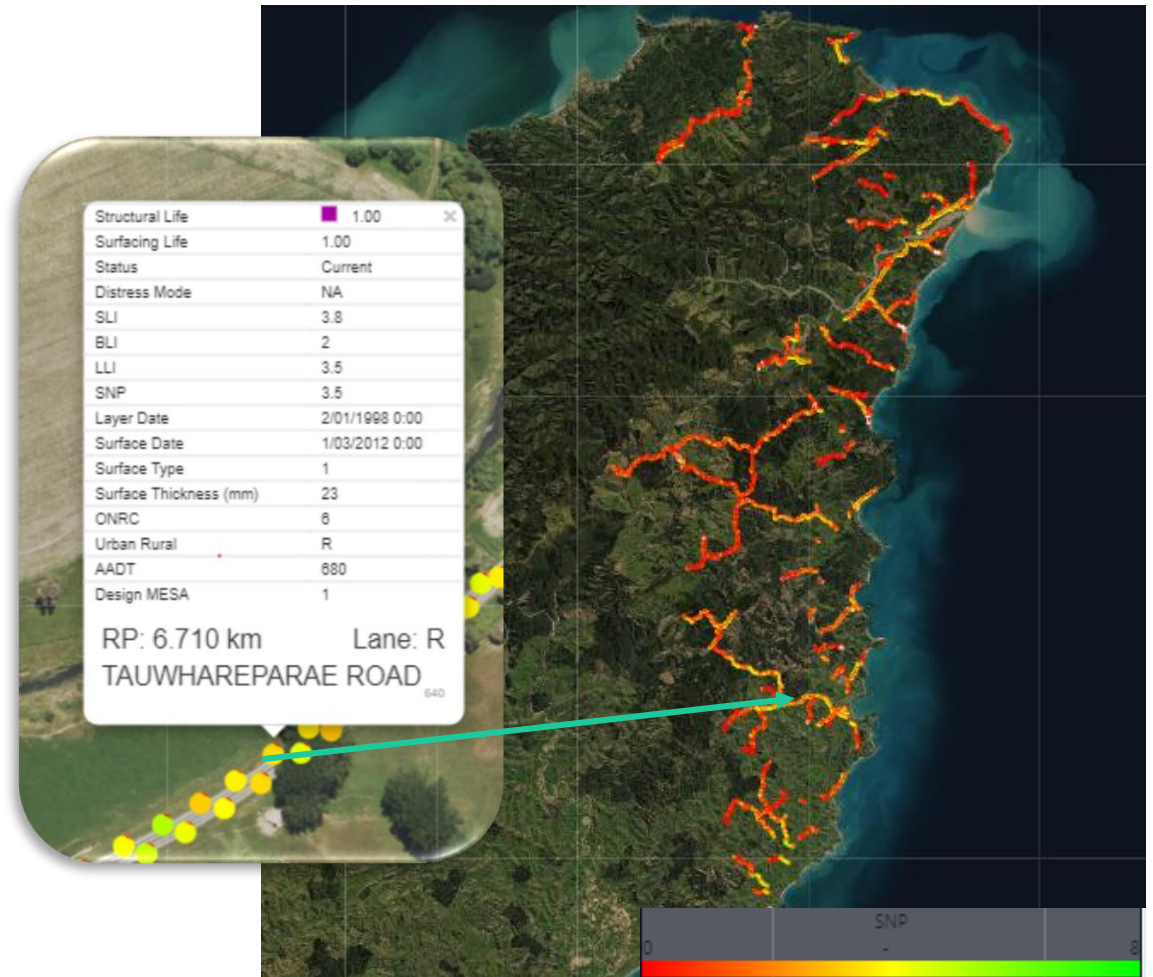 Structural Life 1.00 ×
Surfacing Life 1.00
Status Current
Distress Mode NA
SLI 3.8
BLI 2
LLI 3.5
SNP 3.5
Layer Date 2/01/1998 0:00
Surface Date 1/03/2012 0:00
Surface Type 1
Surface Thickness (mm) 23
ONRC 6
Urban Rural R
AADT 680
Design MESA 1
RP: 6.710 km Lane: R
TAUWHAREPARAE ROAD
640
SNP
0 - 8